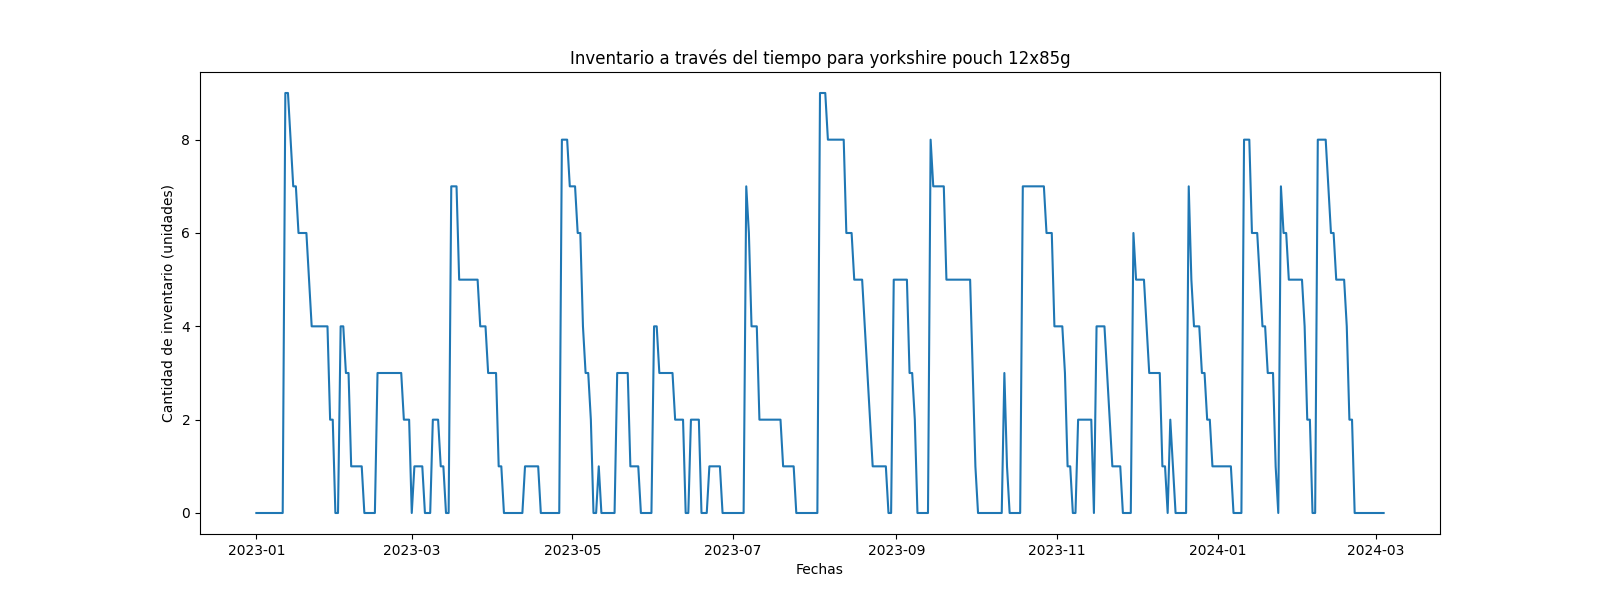 Inventario a través del tiempo para yorkshire pouch 12x85g
Cantidad de inventario (unidades)
8
6
4
2
0
2023-01 2023-03 2023-05 2023-07 2023-09 2023-11 2024-01 2024-03
Fechas